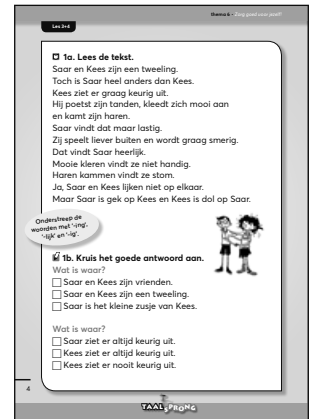 thema 6 - Zorg goed voor jezelf!
Les 3+4
1a. Lees de tekst.
Saar en Kees zijn een tweeling.
Toch is Saar heel anders dan Kees.
Kees ziet er graag keurig uit.
Hij poetst zijn tanden, kleedt zich mooi aan
en kamt zijn haren.
Saar vindt dat maar lastig.
Zij speelt liever buiten en wordt graag smerig.
Dat vindt Saar heerlijk.
Mooie kleren vindt ze niet handig.
Haren kammen vindt ze stom.
Ja, Saar en Kees lijken niet op elkaar.
Maar Saar is gek op Kees en Kees is dol op Saar.
Onderstreep de
woorden met '-ing',
'-lijk' en '-ig'.
1b. Kruis het goede antwoord aan.
Wat is waar?
Saar en Kees zijn vrienden.
Saar en Kees zijn een tweeling.
Saar is het kleine zusje van Kees.
Wat is waar?
Saar ziet er altijd keurig uit.
Kees ziet er altijd keurig uit.
Kees ziet er nooit keurig uit.
4
TAALSPRONG